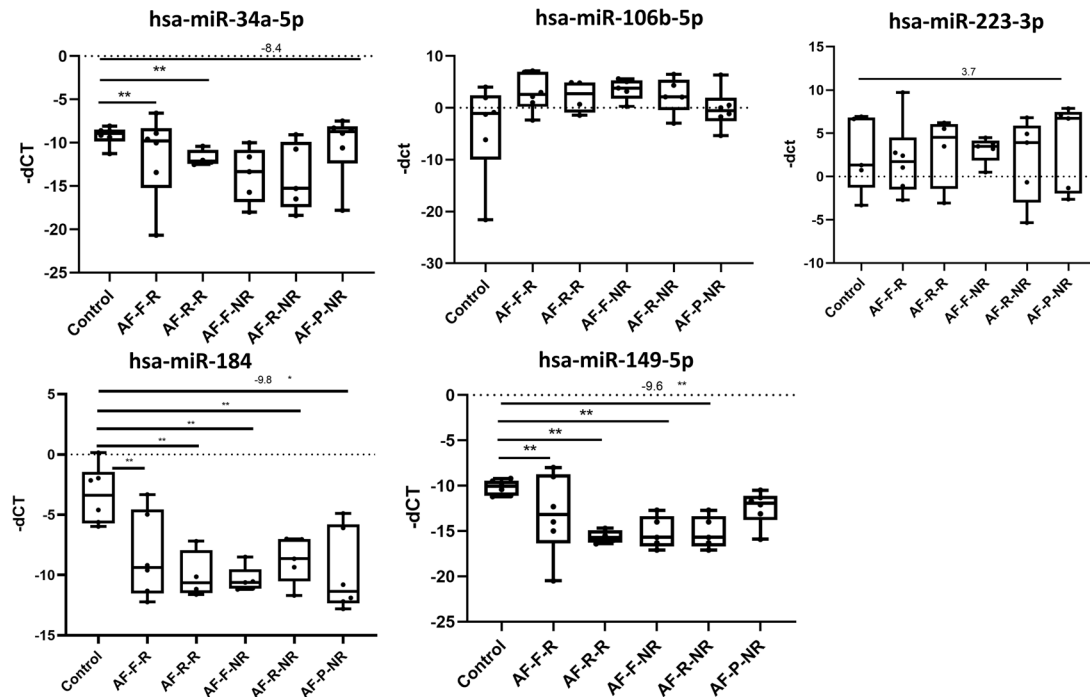 hsa-miR-34a-5p
-8.4
**
**
0
-5
-10
-15
-20
-25
-dCT
Control
AF-F-R
AF-R-R
AF-F-NR
AF-R-NR
AF-P-NR
hsa-miR-106b-5p
10
0
-10
-20
-30
-dct
Control
AF-F-R
AF-R-R
AF-F-NR
AF-R-NR
AF-P-NR
hsa-miR-223-3p
3.7
15
10
5
0
-5
-10
-dct
Control
AF-F-R
AF-R-R
AF-F-NR
AF-R-NR
AF-P-NR
hsa-miR-184
-9.8 *
**
**
**
**
5
0
-5
-10
-15
-dCT
Control
AF-F-R
AF-R-R
AF-F-NR
AF-R-NR
AF-P-NR
hsa-miR-149-5p
-9.6 **
**
**
**
0
-5
-10
-15
-20
-25
-dCT
Control
AF-F-R
AF-R-R
AF-F-NR
AF-R-NR
AF-P-NR